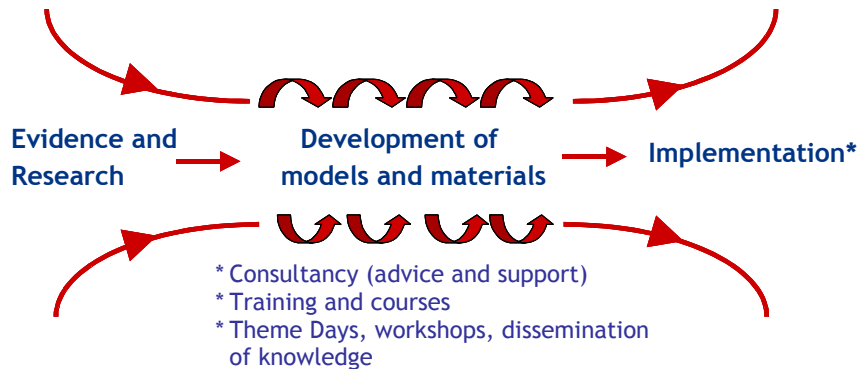 Evidence and
Research
Development of
models and materials
Implementation*
* Consultancy (advice and support)
* Training and courses
* Theme Days, workshops, dissemination
of knowledge